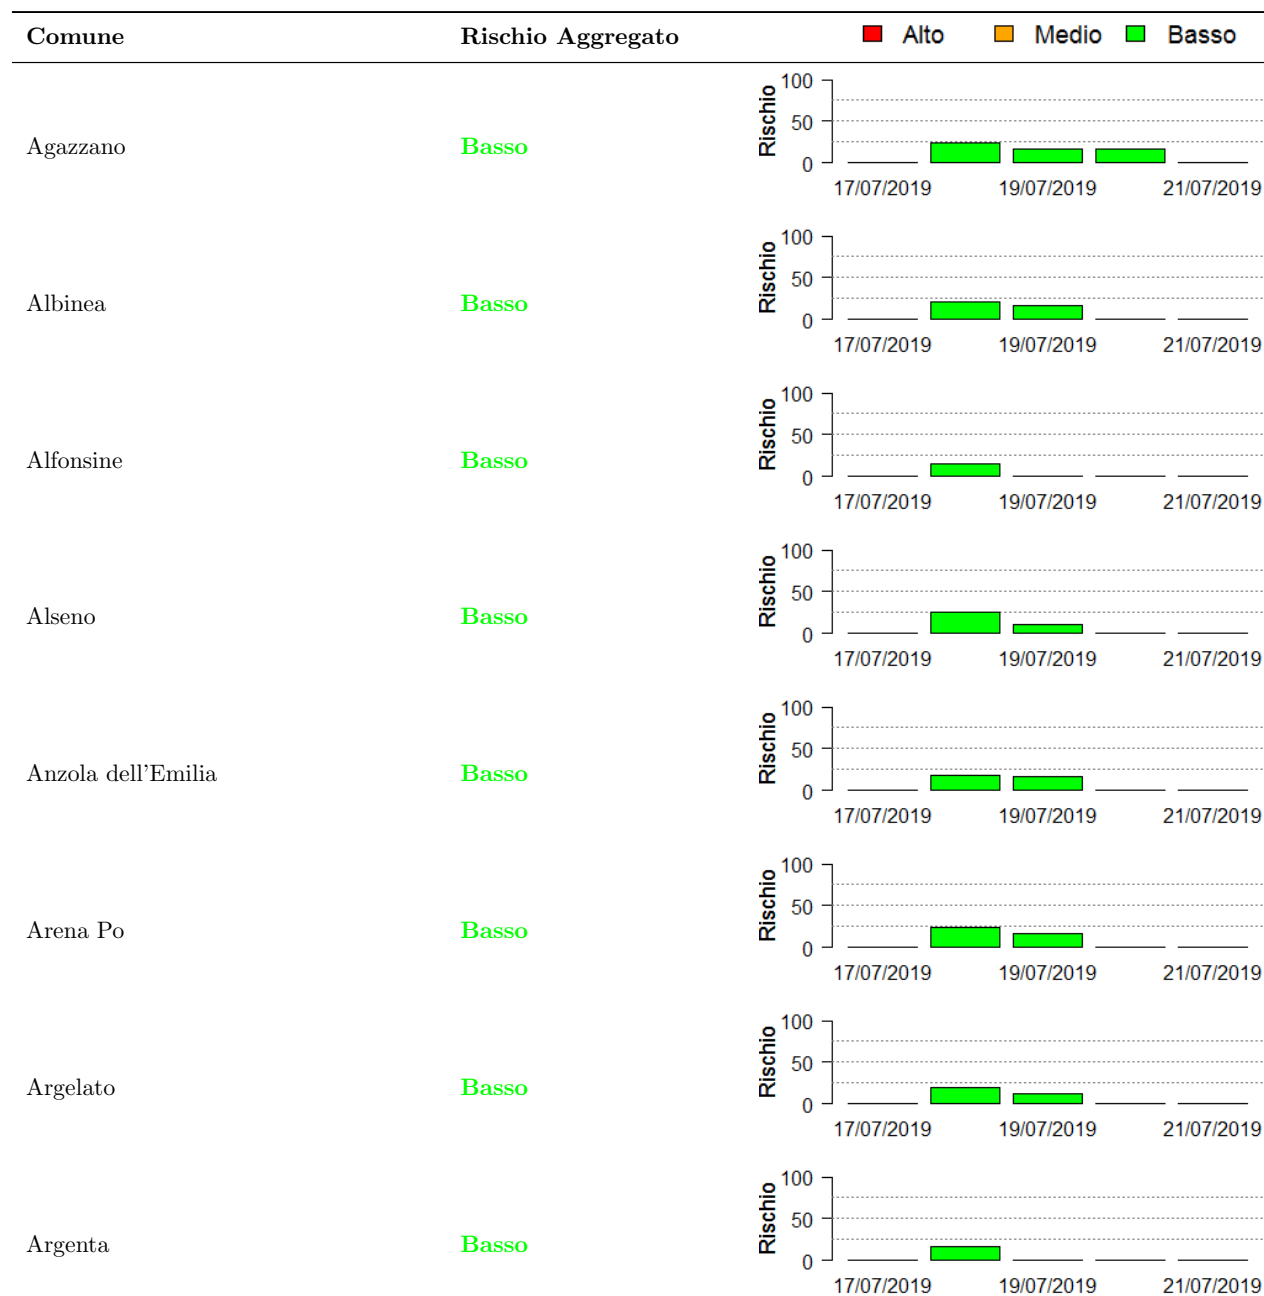 Comune Rischio Aggregato Alto Medio Basso
Agazzano Basso Rischio 100 50 0
17/07/2019 19/07/2019 21/07/2019
Albinea Basso Rischio 100 50 0
17/07/2019 19/07/2019 21/07/2019
Alfonsine Basso Rischio 100 50 0
17/07/2019 19/07/2019 21/07/2019
Alseno Basso Rischio 100 50 0
17/07/2019 19/07/2019 21/07/2019
Anzola dell'Emilia Basso Rischio 100 50 0
17/07/2019 19/07/2019 21/07/2019
Arena Po Basso Rischio 100 50 0
17/07/2019 19/07/2019 21/07/2019
Argelato Basso Rischio 100 50 0
17/07/2019 19/07/2019 21/07/2019
Argenta Basso Rischio 100 50 0
17/07/2019 19/07/2019 21/07/2019